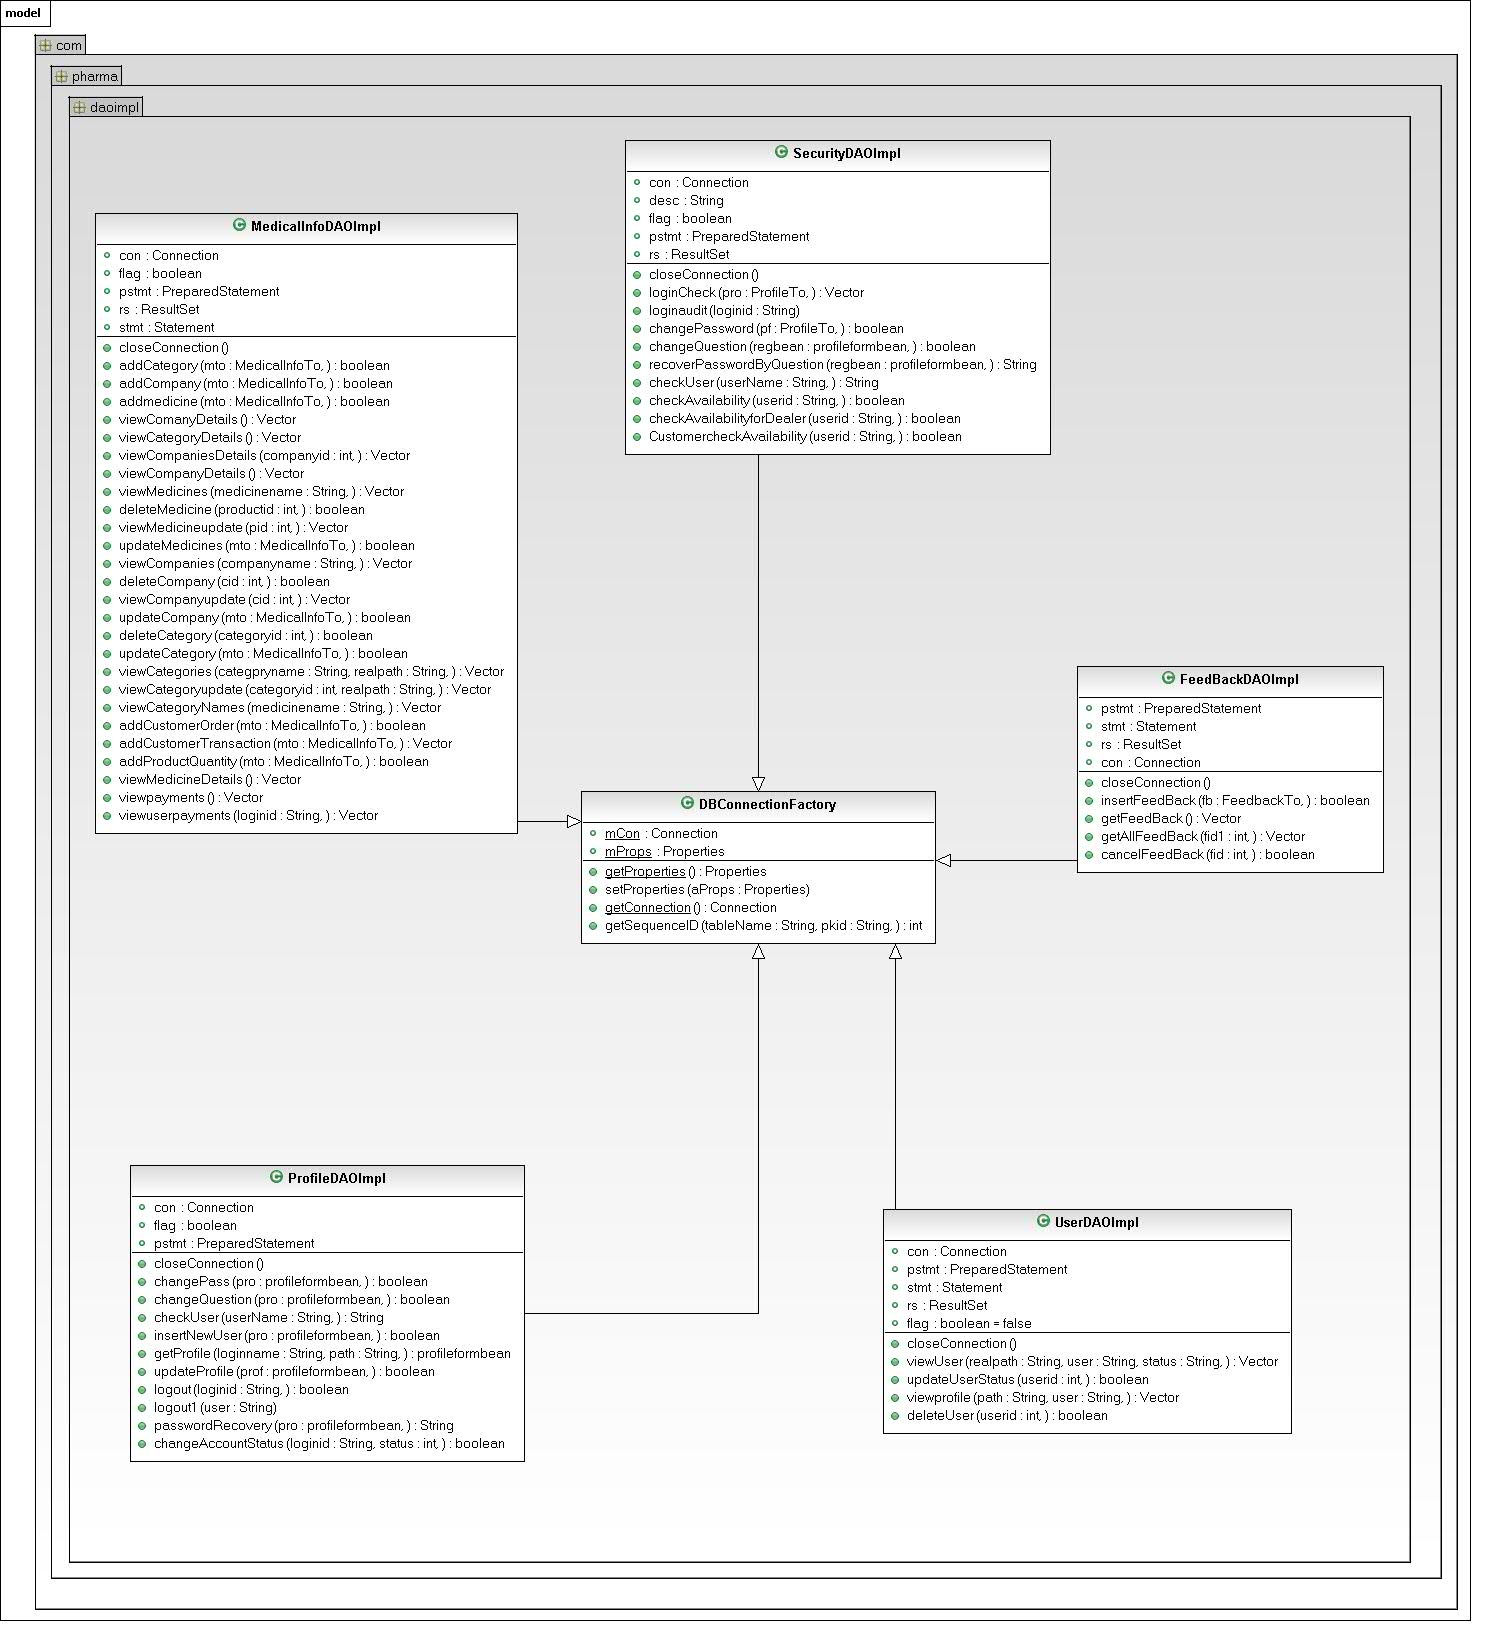 model
com
pharma
daoimpl
SecurityDAOImpl
con : Connection
desc : String
flag : boolean
pstmt : PreparedStatement
rs : ResultSet
closeConnection()
loginCheck(pro : ProfileTo, ) : Vector
loginaudit(loginid : String)
changePassword(pf : ProfileTo, ) : boolean
changeQuestion(regbean : profileformbean, ) : boolean
recoverPasswordByQuestion(regbean : profileformbean, ) : String
checkUser(userName : String, ) : String
checkAvailability(userid : String, ) : boolean
checkAvailabilityforDealer(userid : String, ) : boolean
CustomercheckAvailability(userid : String, ) : boolean
MedicalInfoDAOImpl
con : Connection
flag : boolean
pstmt : PreparedStatement
rs : ResultSet
stmt : Statement
closeConnection()
addCategory(mto : MedicalInfoTo, ) : boolean
addCompany(mto : MedicalInfoTo, ) : boolean
addmedicine(mto : MedicalInfoTo, ) : boolean
viewComanyDetails() : Vector
viewCategoryDetails() : Vector
viewCompaniesDetails(companyid : int, ) : Vector
viewCompanyDetails() : Vector
viewMedicines(medicinename : String, ) : Vector
deleteMedicine(productid : int, ) : boolean
viewMedicineupdate(pid : int, ) : Vector
updateMedicines(mto : MedicalInfoTo, ) : boolean
viewCompanies(companyname : String, ) : Vector
deleteCompany(cid : int, ) : boolean
viewCompanyupdate(cid : int, ) : Vector
updateCompany(mto : MedicalInfoTo, ) : boolean
deleteCategory(categoryid : int, ) : boolean
updateCategory(mto : MedicalInfoTo, ) : boolean
viewCategories(categpryname : String, realpath : String, ) : Vector
viewCategoryupdate(categoryid : int, realpath : String, ) : Vector
viewCategoryNames(medicinename : String, ) : Vector
addCustomerOrder(mto : MedicalInfoTo, ) : boolean
addCustomerTransaction(mto : MedicalInfoTo, ) : Vector
addProductQuantity(mto : MedicalInfoTo, ) : boolean
viewMedicineDetails() : Vector
viewpayments() : Vector
viewuserpayments(loginid : String, ) : Vector
FeedBackDAOImpl
pstmt : PreparedStatement
stmt : Statement
rs : ResultSet
con : Connection
closeConnection()
insertFeedBack(fb : FeedbackTo, ) : boolean
getFeedBack() : Vector
getAllFeedBack(fid1 : int, ) : Vector
cancelFeedBack(fid : int, ) : boolean
DBConnectionFactory
mCon : Connection
mProps : Properties
getProperties() : Properties
setProperties(aProps : Properties)
getConnection() : Connection
getSequenceID(tableName : String, pkid : String, ) : int
ProfileDAOImpl
con : Connection
flag : boolean
pstmt : PreparedStatement
closeConnection()
changePass(pro : profileformbean, ) : boolean
changeQuestion(pro : profileformbean, ) : boolean
checkUser(userName : String, ) : String
insertNewUser(pro : profileformbean, ) : boolean
getProfile(loginname : String, path : String, ) : profileformbean
updateProfile(prof : profileformbean, ) : boolean
logout(loginid : String, ) : boolean
logout1(user : String)
passwordRecovery(pro : profileformbean, ) : String
changeAccountStatus(loginid : String, status : int, ) : boolean
UserDAOImpl
con : Connection
pstmt : PreparedStatement
stmt : Statement
rs : ResultSet
flag : boolean = false
closeConnection()
viewUser(realpath : String, user : String, status : String, ) : Vector
updateUserStatus(userid : int, ) : boolean
viewprofile(path : String, user : String, ) : Vector
deleteUser(userid : int, ) : boolean